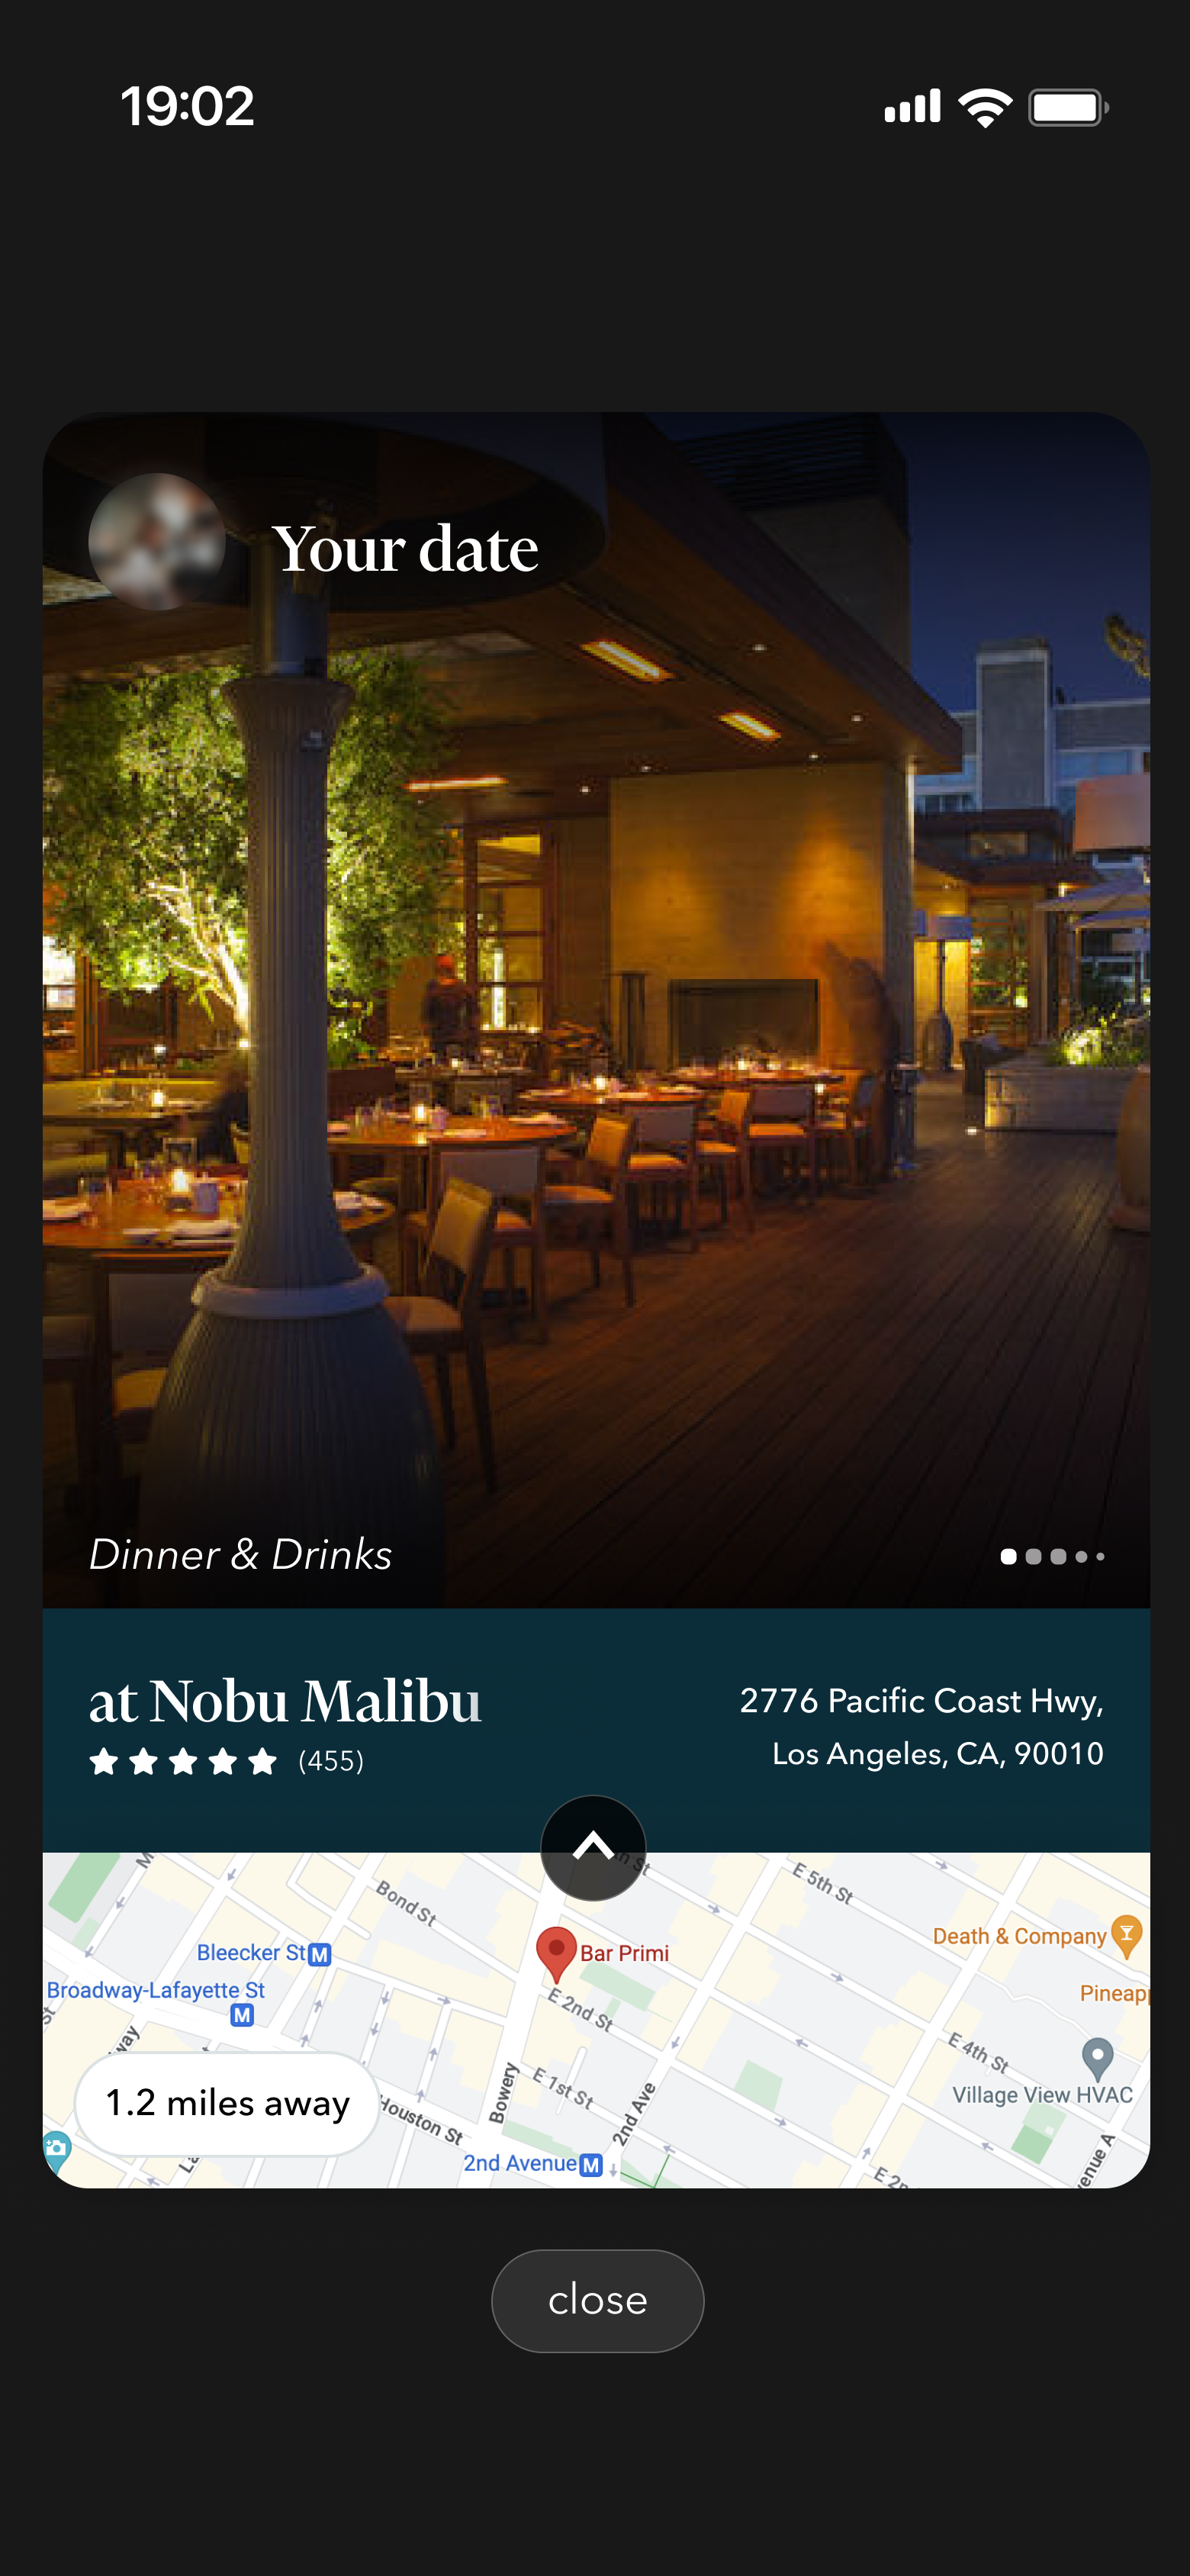 19:02
Your date
Dinner & Drinks
at Nobu Malibu
(455)
2776 Pacific Coast Hwy,
Los Angeles, CA, 90010
Bond St
E 5th St
Bleecker St M
Bar Primi
Death & Company
Broadway-Lafayette St
M
E 2nd St
E 4th St
Bowery
E 1st St
2nd Ave
Village View HVAC
1.2 miles away
Houston St
2nd Avenue M
close